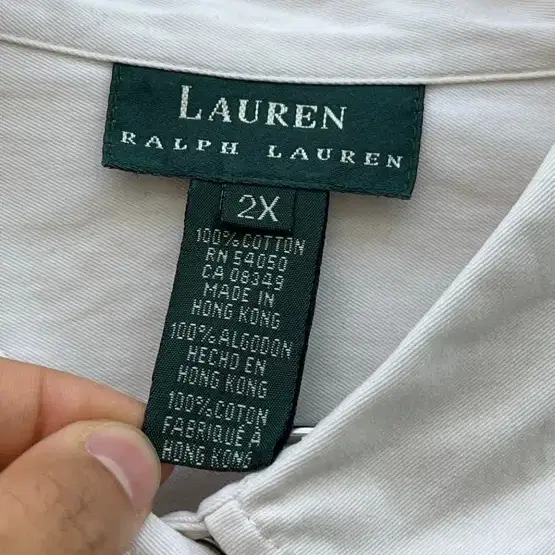 LAUREN
RALPH LAUREN
2X
100% COTTON
RN 54050
CA 08349
MADE IN
HONG KONG
100% ALGODON
HECHO EN
HONG KONG
100% COTON
FABRIQUÉ À
HONG KONG